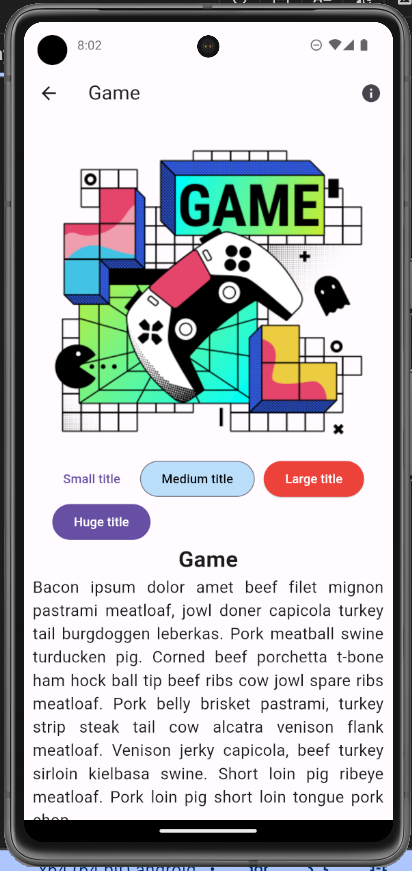 8:02
Game
GAME
Small title
Medium title
Large title
Huge title
Game
Bacon ipsum dolor amet beef filet mignon
pastrami meatloaf, jowl doner capicola turkey
tail burgdoggen leberkas. Pork meatball swine
turducken pig. Corned beef porchetta t-bone
ham hock ball tip beef ribs cow jowl spare ribs
meatloaf. Pork belly brisket pastrami, turkey
strip steak tail cow alcatra venison flank
meatloaf. Venison jerky capicola, beef turkey
sirloin kielbasa swine. Short loin pig ribeye
meatloaf. Pork loin pig short loin tongue pork